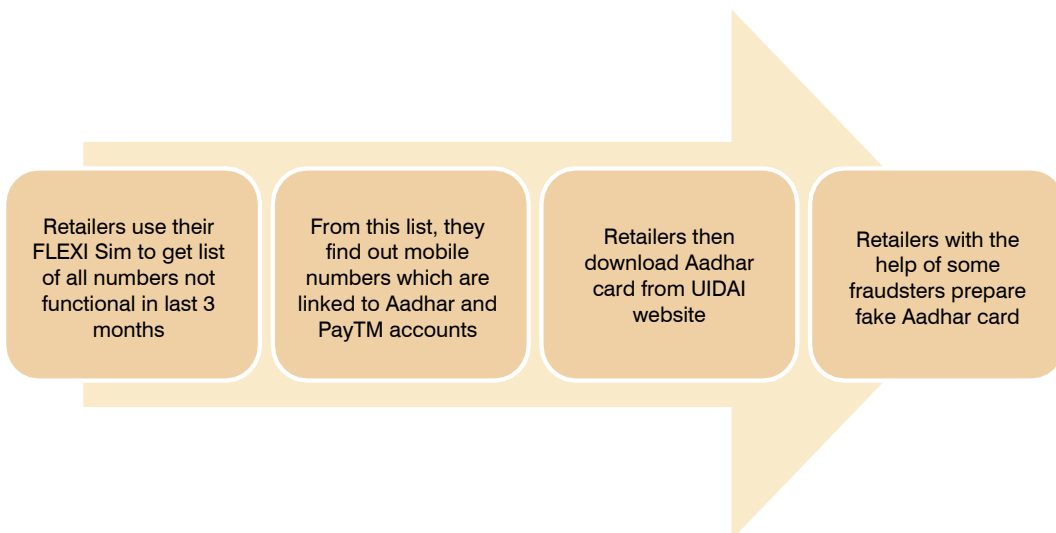 Retailers use their
FLEXI Sim to get list
of all numbers not
functional in last 3
months
From this list, they
find out mobile
numbers which are
linked to Aadhar and
PayTM accounts
Retailers then
download Aadhar
card from UIDAI
website
Retailers with the
help of some
fraudsters prepare
fake Aadhar card